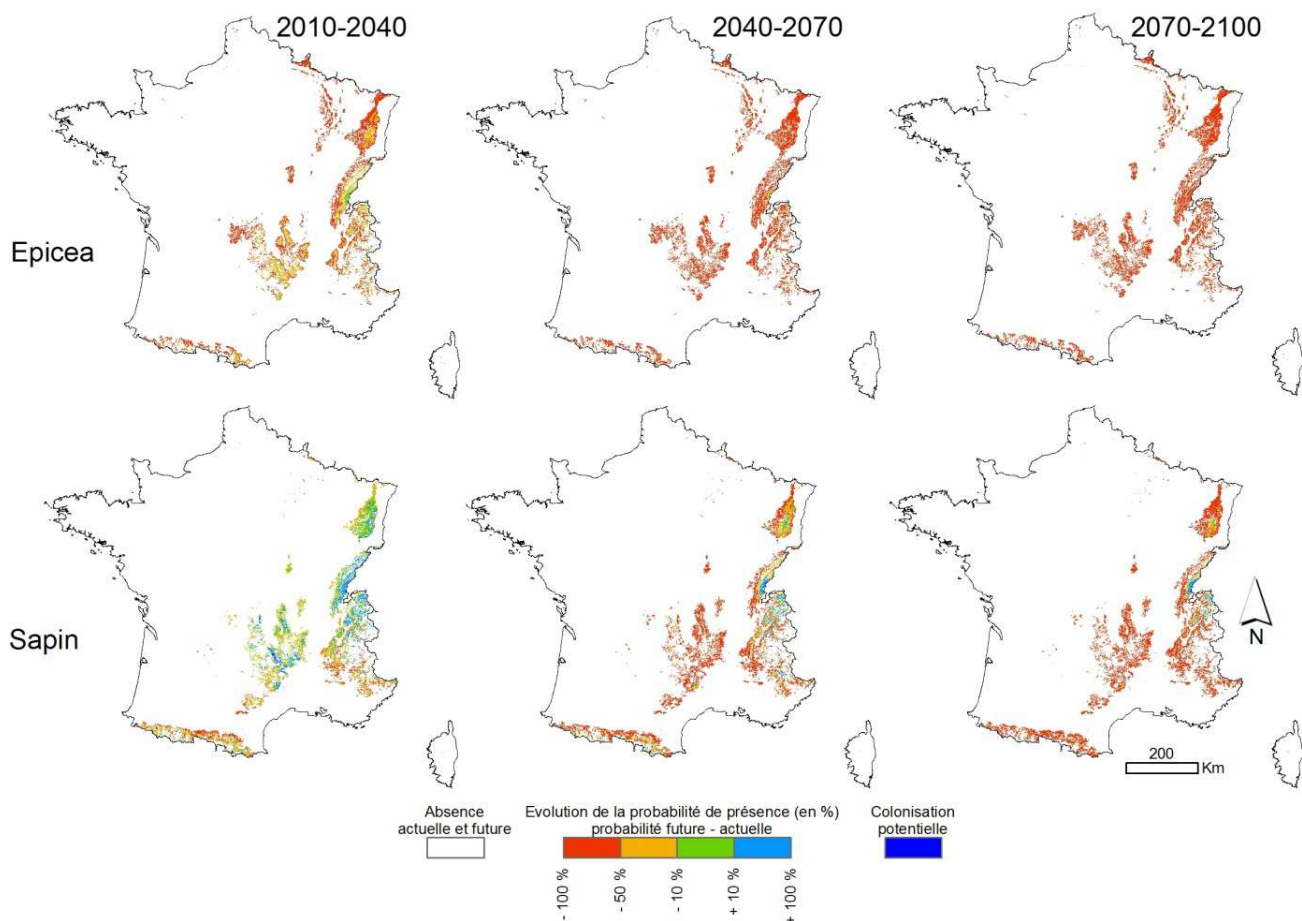 2010-2040
2040-2070
2070-2100
Epicea
Sapin
N
200
Km
Absence
actuelle et future
Evolution de la probabilité de présence (en %)
probabilité future - actuelle
Colonisation
potentielle
- 100 %
- 50 %
- 10 %
+ 10 %
+ 100 %